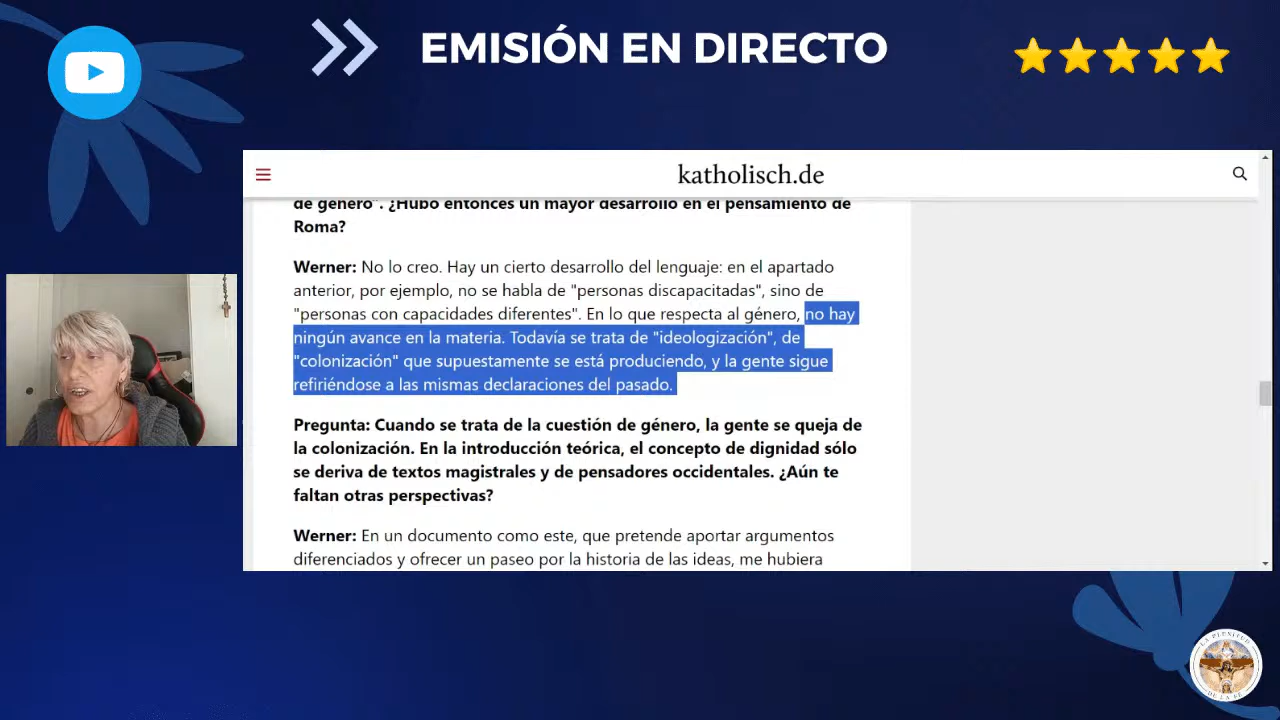 EMISIÓN EN DIRECTO
katholisch.de
de género". ¿Hubo entonces un mayor desarrollo en el pensamiento de
Roma?
Werner: No lo creo. Hay un cierto desarrollo del lenguaje: en el apartado
anterior, por ejemplo, no se habla de "personas discapacitadas", sino de
"personas con capacidades diferentes". En lo que respecta al género, no hay
ningún avance en la materia. Todavía se trata de "ideologización", de
"colonización" que supuestamente se está produciendo, y la gente sigue
refiriéndose a las mismas declaraciones del pasado.
Pregunta: Cuando se trata de la cuestión de género, la gente se queja de
la colonización. En la introducción teórica, el concepto de dignidad sólo
se deriva de textos magistrales y de pensadores occidentales. ¿Aún te
faltan otras perspectivas?
Werner: En un documento como este, que pretende aportar argumentos
diferenciados y ofrecer un paseo por la historia de las ideas, me hubiera
LA PLENITUD
DE LA FE